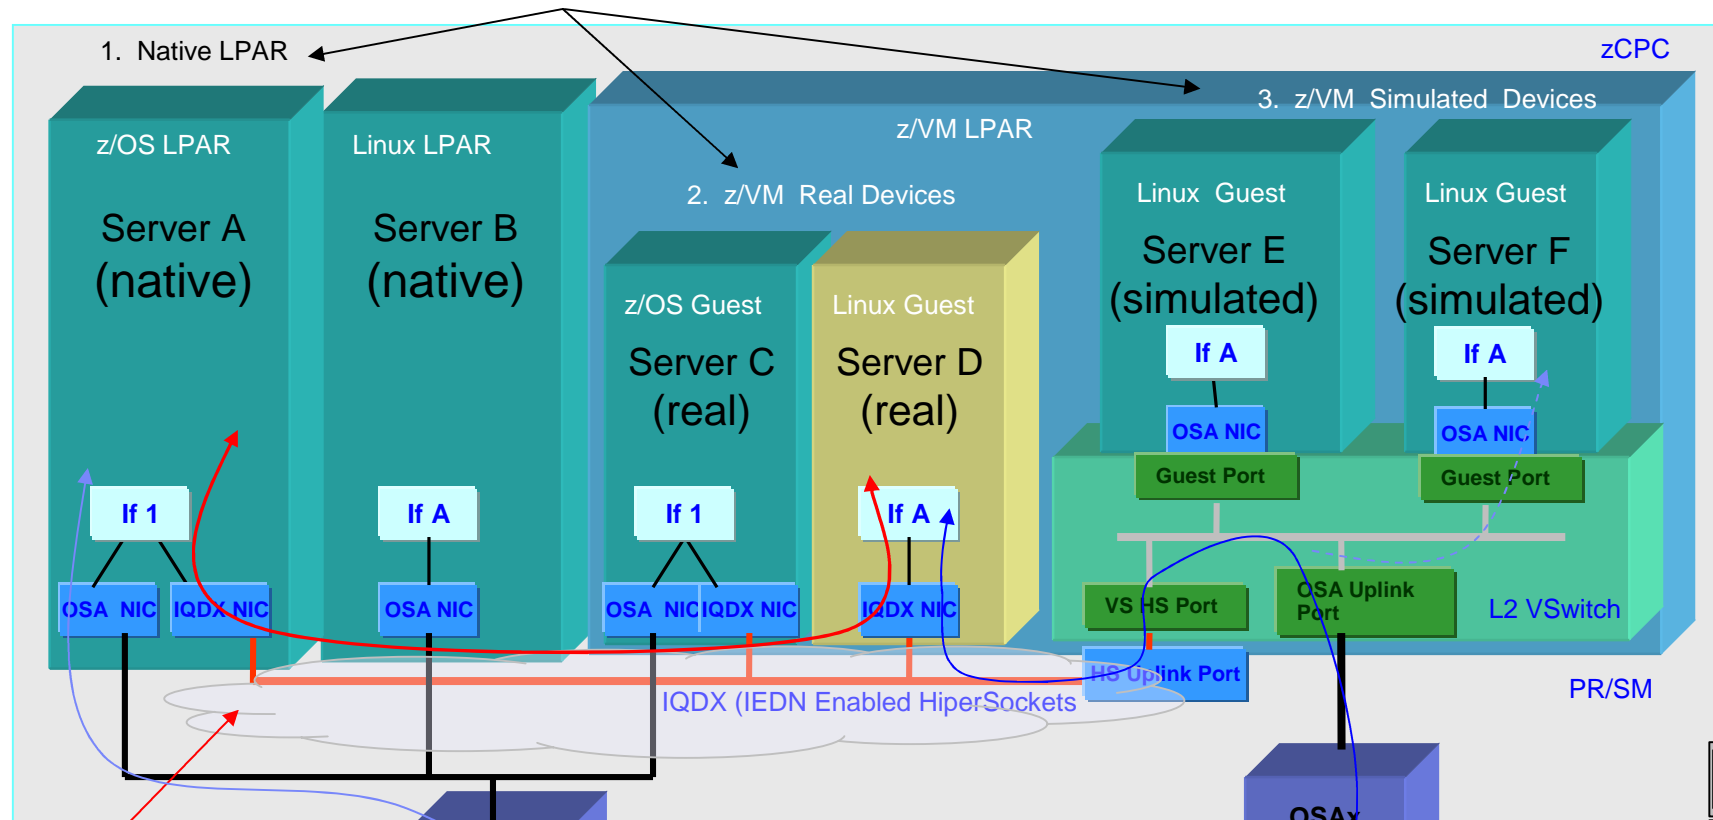 1. Native LPAR
zCPC
3. z/VM Simulated Devices
z/VM LPAR
z/OS LPAR
Linux LPAR
2. z/VM Real Devices
Linux Guest
Linux Guest
Server A
(native)
Server B
(native)
Server E
(simulated)
Server F
(simulated)
z/OS Guest
Linux Guest
Server C
(real)
Server D
(real)
If A
If A
OSA NIC
OSA NIC
Guest Port
Guest Port
If 1
If A
If 1
If A
OSA NIC
IQDX NIC
OSA NIC
OSA NIC
IQDX NIC
IQDX NIC
VS HS Port
OSA Uplink
Port
L2 VSwitch
HS Uplink Port
IQDX (IEDN Enabled HiperSockets
PR/SM
OSAx